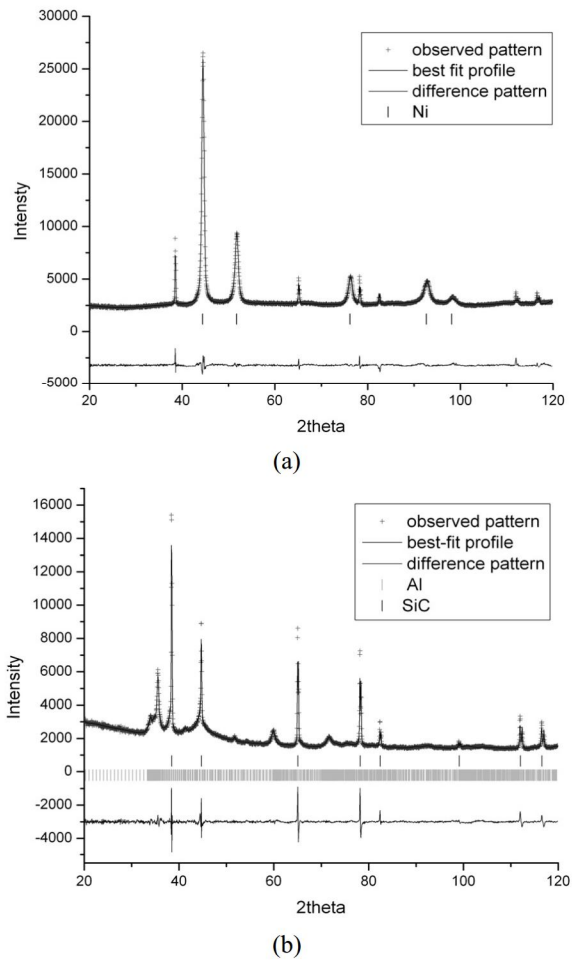 30000
25000
20000
15000
10000
5000
0
-5000
Intensty
observed pattern
best fit profile
difference pattern
Ni
20 40 60 80 100 120
2theta
(a)
16000
14000
12000
10000
8000
6000
4000
2000
0
-2000
-4000
Intensity
observed pattern
best-fit profile
difference pattern
Al
SiC
20 40 60 80 100 120
2theta
(b)